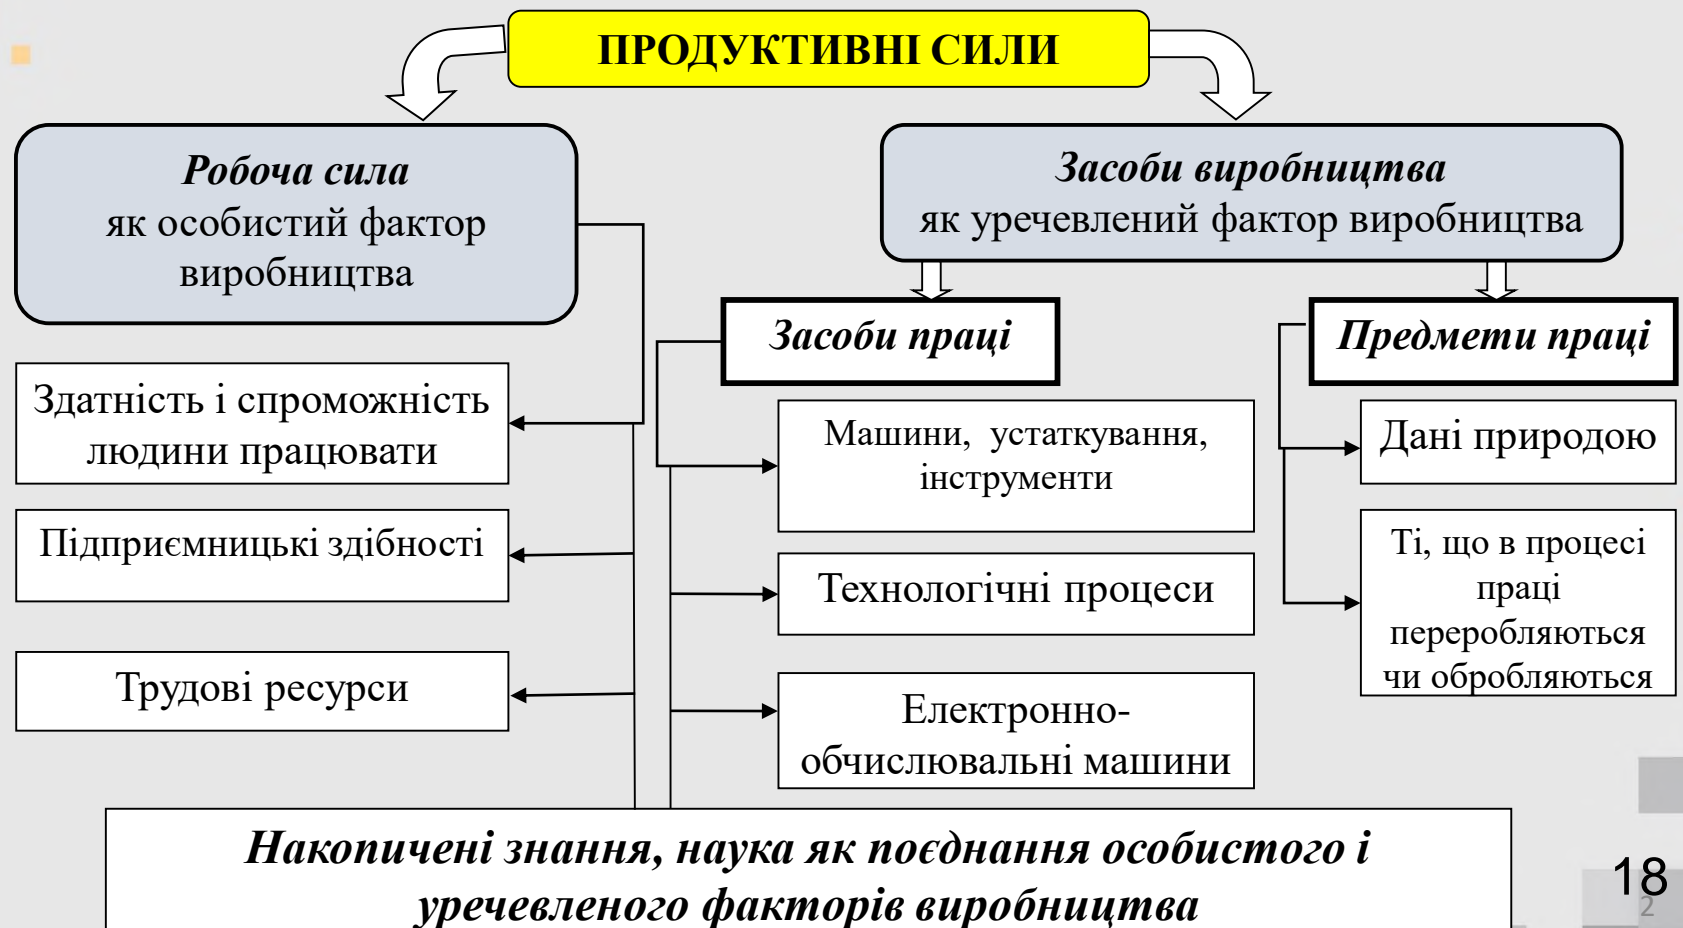 ПРОДУКТИВНІ СИЛИ
Робоча сила
як особистий фактор
виробництва
Засоби виробництва
як уречевлений фактор виробництва
Засоби праці
Предмети праці
Здатність і спроможність
людини працювати
Підприємницькі здібності
Трудові ресурси
Машини, устаткування,
інструменти
Технологічні процеси
Електронно-
обчислювальні машини
Дані природою
Ті, що в процесі
праці
переробляються
чи обробляються
Накопичені знання, наука як поєднання особистого і
уречевленого факторів виробництва
18
2